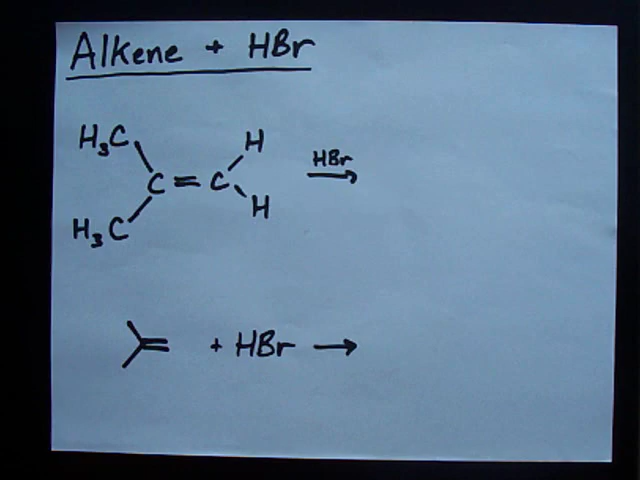 Alkene + HBr
H₃C H
C = C HBr →
H₃C H
+ HBr →